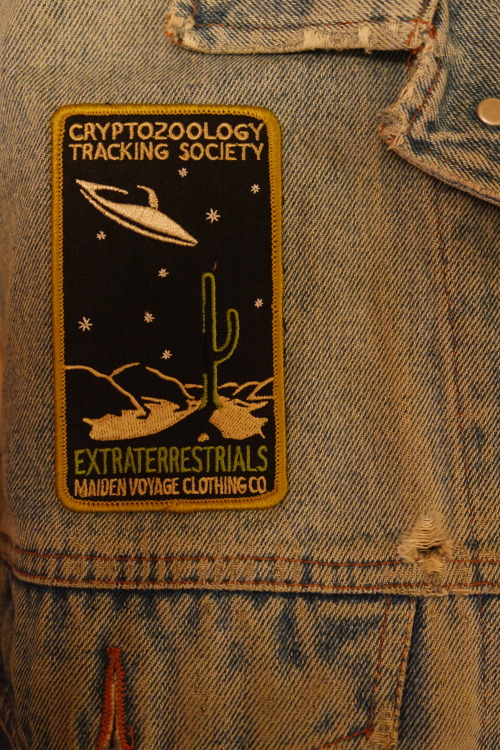 CRYPTOZOOLOGY
TRACKING SOCIETY
EXTRATERRESTRIALS
MAIDEN VOYAGE CLOTHING CO